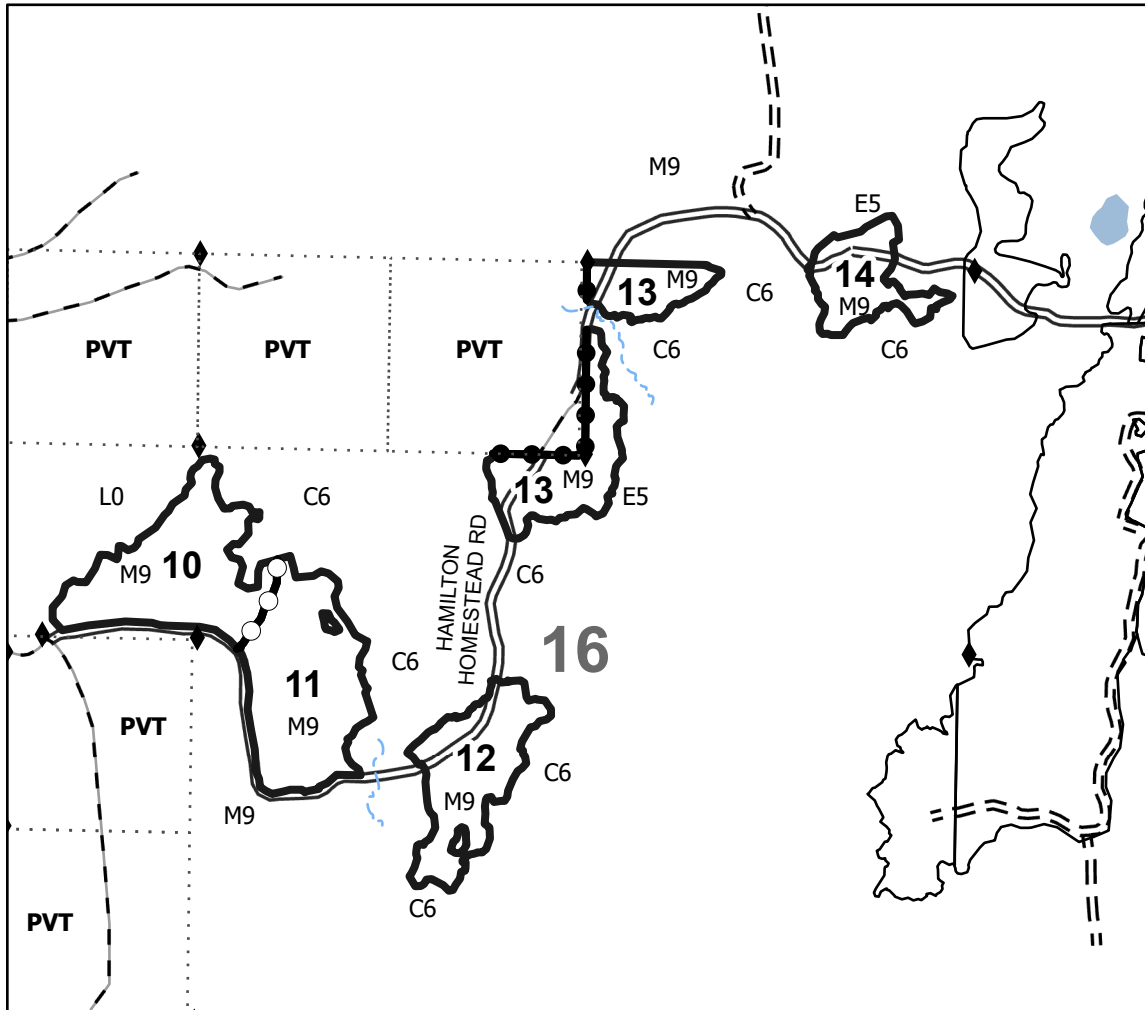 M9
E5
13
M9
C6
14
M9
PVT
PVT
PVT
C6
C6
L0
C6
M9
13
E5
M9
10
C6
HAMILTON
HOMESTEAD RD
16
C6
11
M9
PVT
12
C6
M9
M9
C6
PVT